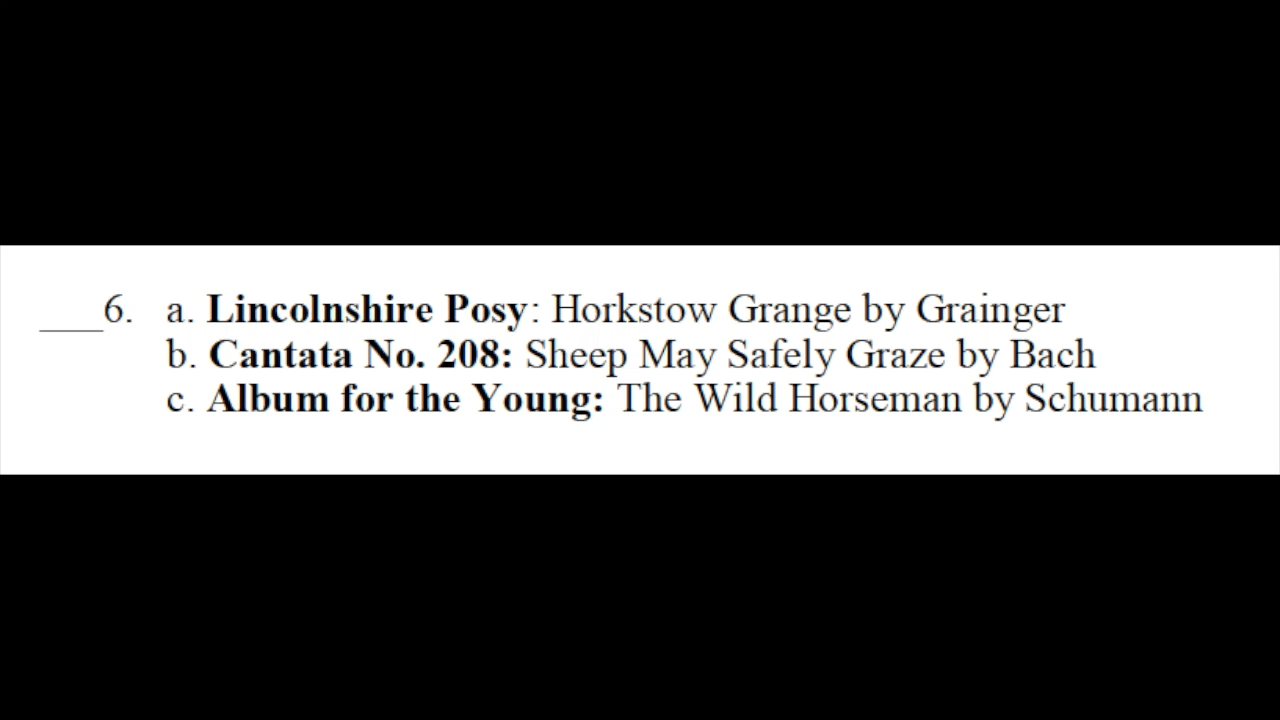 ___6. a. Lincolnshire Posy: Horkstow Grange by Grainger
b. Cantata No. 208: Sheep May Safely Graze by Bach
c. Album for the Young: The Wild Horseman by Schumann